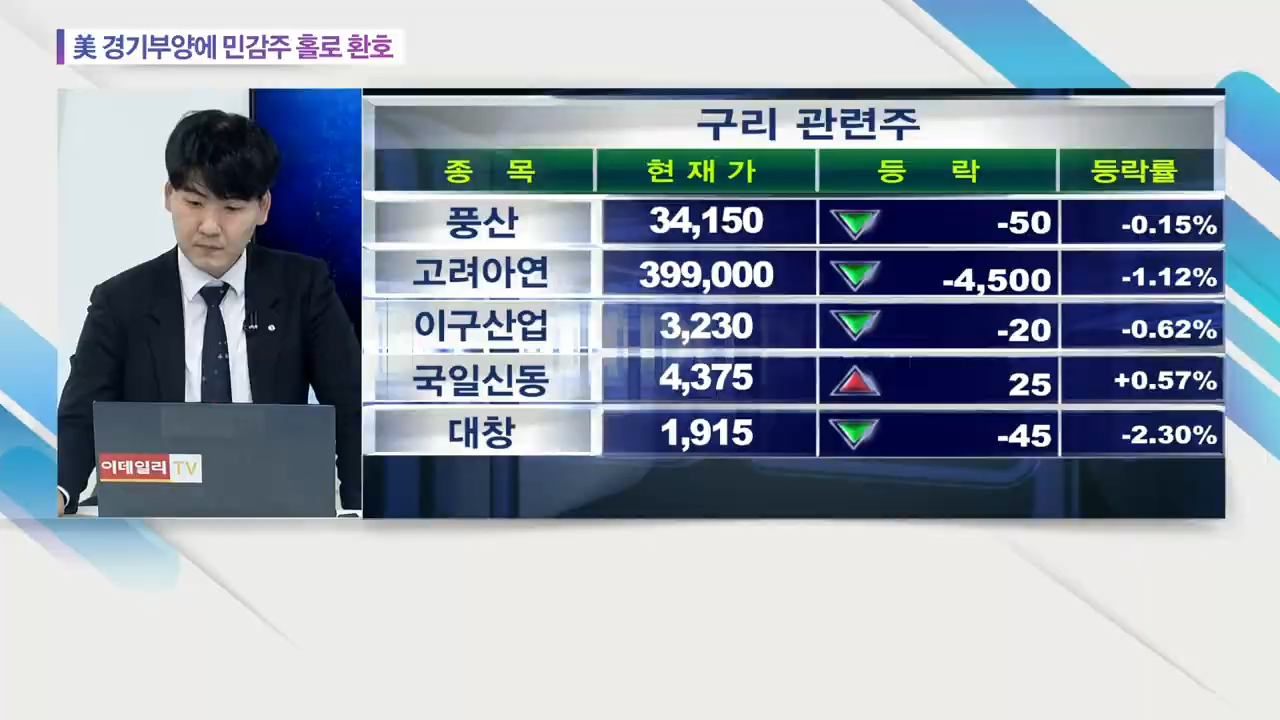 美 경기부양에 민감주 홀로 환호
구리 관련주
종 목 현재가 등 락 등락률
풍산 34,150 -50 -0.15%
고려아연 399,000 -4,500 -1.12%
이구산업 3,230 -20 -0.62%
국일신동 4,375 25 +0.57%
대창 1,915 -45 -2.30%
이데일리 TV